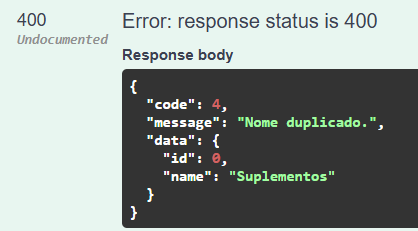 400
Undocumented
Error: response status is 400
Response body
{
  "code": 4,
  "message": "Nome duplicado.",
  "data": {
    "id": 0,
    "name": "Suplementos"
  }
}